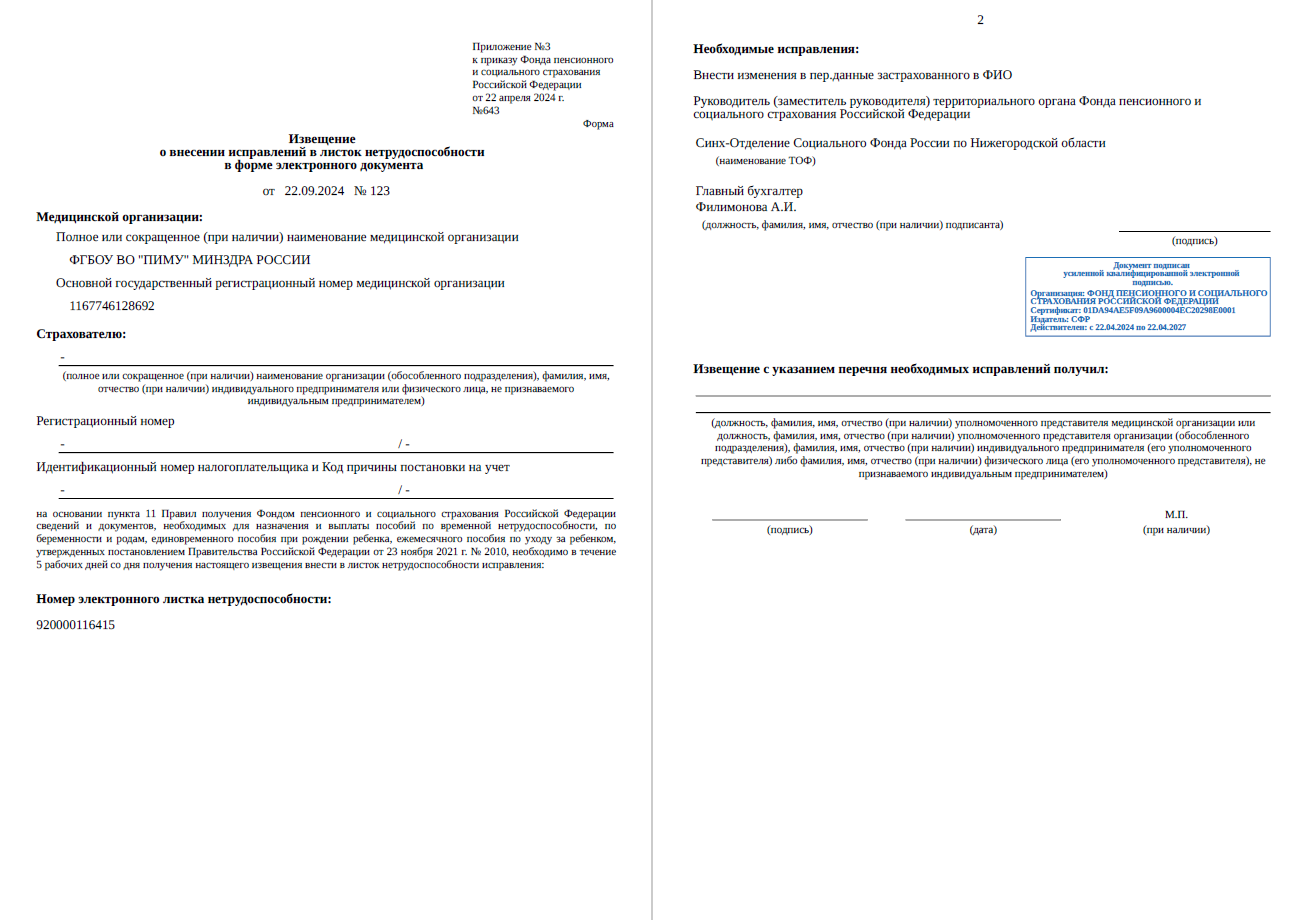 Приложение №3
к приказу Фонда пенсионного
и социального страхования
Российской Федерации
от 22 апреля 2024 г.
№643
Форма
Извещение
о внесении исправлений в листок нетрудоспособности
в форме электронного документа
от 22.09.2024 № 123
Медицинской организации:
Полное или сокращенное (при наличии) наименование медицинской организации
ФГБОУ ВО "ПИМУ" МИНЗДРА РОССИИ
Основной государственный регистрационный номер медицинской организации
1167746128692
Страхователю:
-
(полное или сокращенное (при наличии) наименование организации (обособленного подразделения), фамилия, имя,
отчество (при наличии) индивидуального предпринимателя или физического лица, не признаваемого
индивидуальным предпринимателем)
Регистрационный номер
- / -
Идентификационный номер налогоплательщика и Код причины постановки на учет
- / -
на основании пункта 11 Правил получения Фондом пенсионного и социального страхования Российской Федерации
сведений и документов, необходимых для назначения и выплаты пособий по временной нетрудоспособности, по
беременности и родам, единовременного пособия при рождении ребенка, ежемесячного пособия по уходу за ребенком,
утвержденных постановлением Правительства Российской Федерации от 23 ноября 2021 г. № 2010, необходимо в течение
5 рабочих дней со дня получения настоящего извещения внести в листок нетрудоспособности исправления:
Номер электронного листка нетрудоспособности:
920000116415
2
Необходимые исправления:
Внести изменения в пер.данные застрахованного в ФИО
Руководитель (заместитель руководителя) территориального органа Фонда пенсионного и
социального страхования Российской Федерации
Синх-Отделение Социального Фонда России по Нижегородской области
(наименование ТОФ)
Главный бухгалтер
Филимонова А.И.
(должность, фамилия, имя, отчество (при наличии) подписанта)
(подпись)
Документ подписан
усиленной квалифицированной электронной
подписью.
Организация: ФОНД ПЕНСИОННОГО И СОЦИАЛЬНОГО
СТРАХОВАНИЯ РОССИЙСКОЙ ФЕДЕРАЦИИ
Сертификат: 01DA94AE5F09A9600004EC20298E0001
Издатель: СФР
Действителен: с 22.04.2024 по 22.04.2027
Извещение с указанием перечня необходимых исправлений получил:
(должность, фамилия, имя, отчество (при наличии) уполномоченного представителя медицинской организации или
должность, фамилия, имя, отчество (при наличии) уполномоченного представителя организации (обособленного
подразделения), фамилия, имя, отчество (при наличии) индивидуального предпринимателя (его уполномоченного
представителя) либо фамилия, имя, отчество (при наличии) физического лица (его уполномоченного представителя), не
признаваемого индивидуальным предпринимателем)
М.П.
(подпись) (дата) (при наличии)